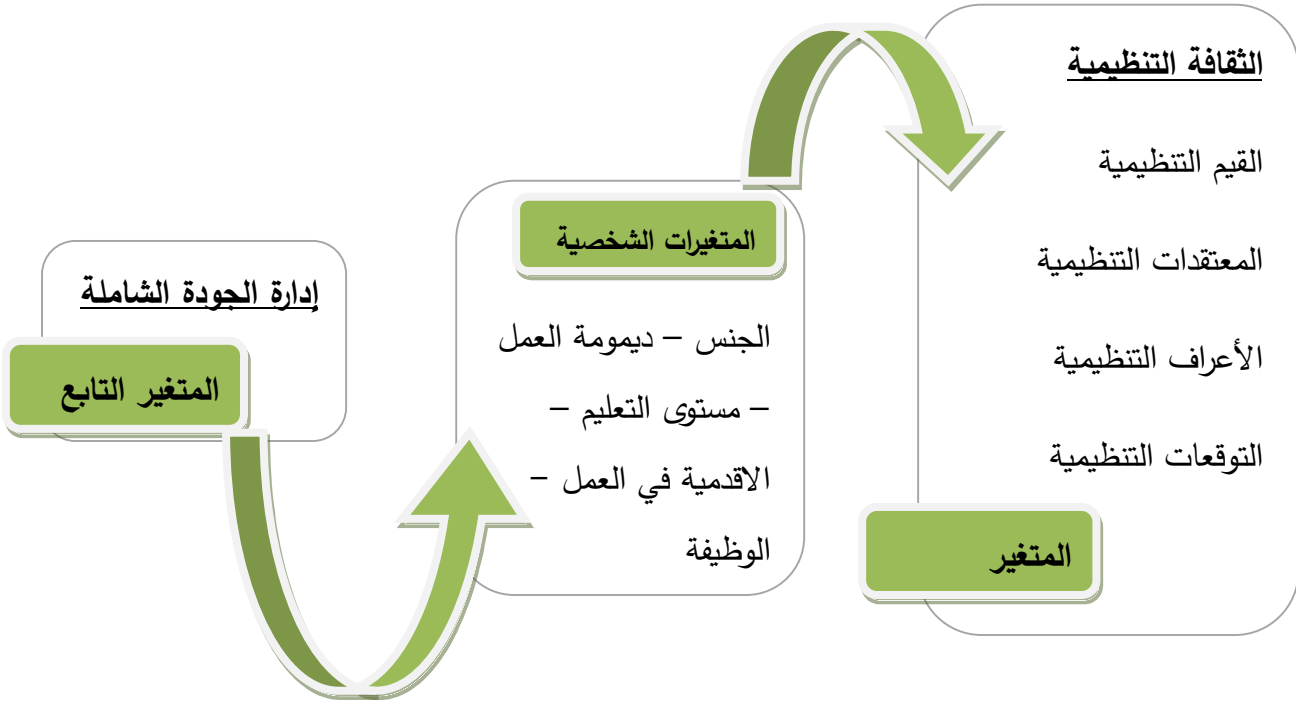 الثقافة التنظيمية
القيم التنظيمية
المعتقدات التنظيمية
الأعراف التنظيمية
التوقعات التنظيمية
المتغير
المتغيرات الشخصية
الجنس – ديمومة العمل
– مستوى التعليم –
الاقدمية في العمل –
الوظيفة
إدارة الجودة الشاملة
المتغير التابع